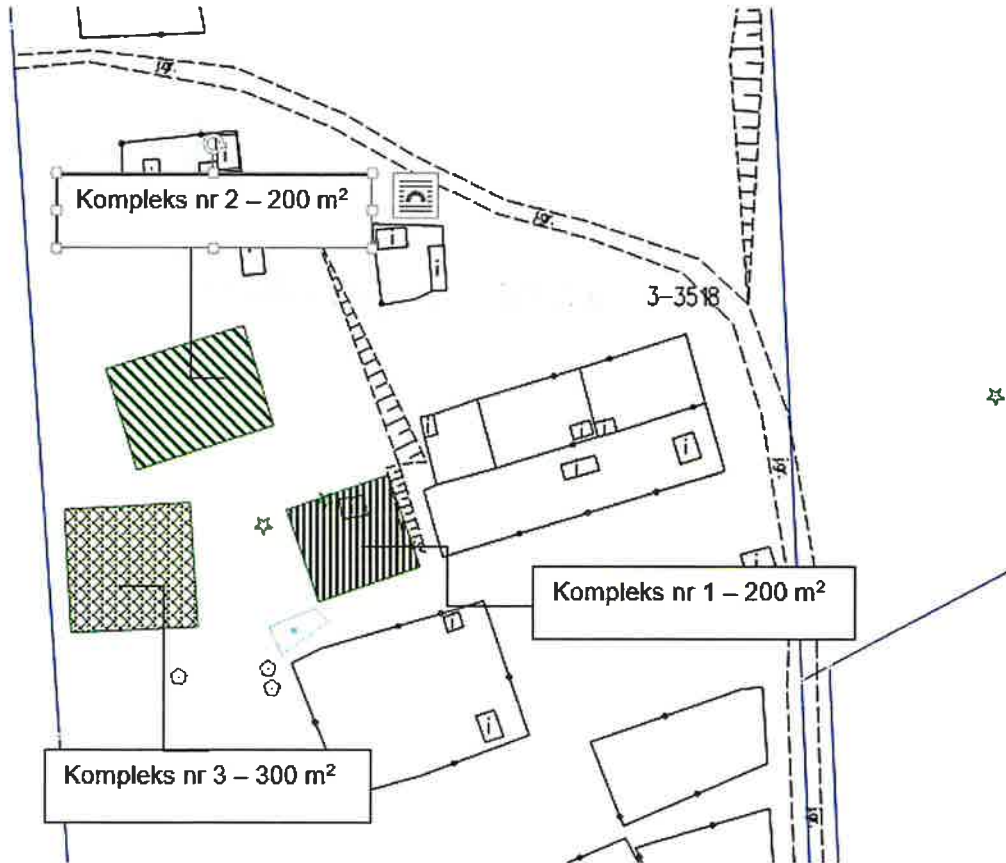 Kompleks nr 2 – 200 m²
3-3518
Kompleks nr 1 – 200 m²
Kompleks nr 3 – 300 m²